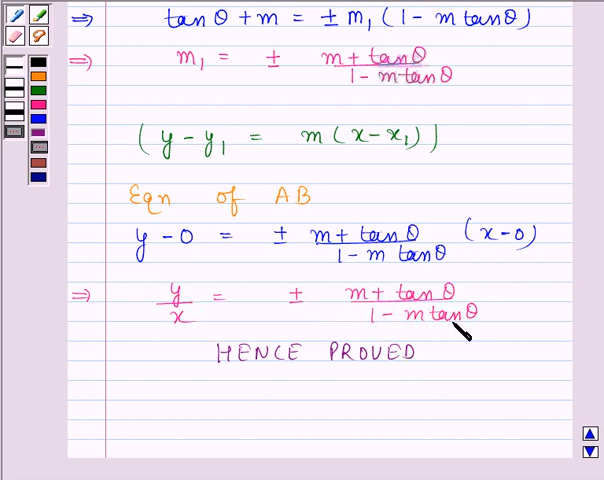 ⇒ tan θ + m = ± m₁ (1 - m tan θ)
⇒ m₁ = ± (m + tan θ)/(1 - m tan θ)
(y - y₁ = m (x - x₁))
Eqn of AB
y - 0 = ± (m + tan θ)/(1 - m tan θ) (x - 0)
⇒ y/x = ± (m + tan θ)/(1 - m tan θ)
HENCE PROVED